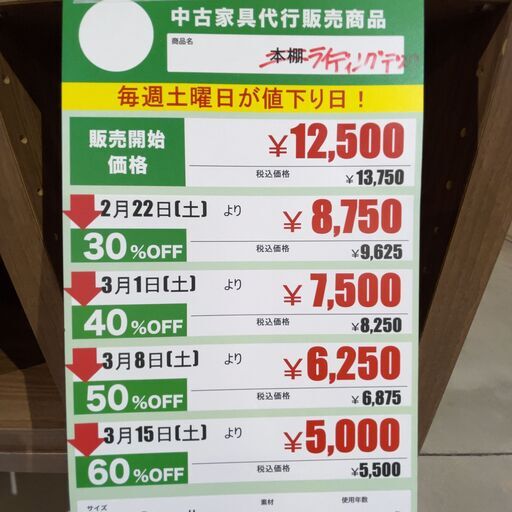 中古家具代行販売商品
商品名
本棚 ライティングデスク
毎週土曜日が値下り日！
販売開始
価格
¥12,500
税込価格 ¥13,750
2月22日(土) より
¥8,750
30%OFF
税込価格 ¥9,625
3月1日(土) より
¥7,500
40%OFF
税込価格 ¥8,250
3月8日(土) より
¥6,250
50%OFF
税込価格 ¥6,875
3月15日(土) より
¥5,000
60%OFF
税込価格 ¥5,500
サイズ 素材 使用年数